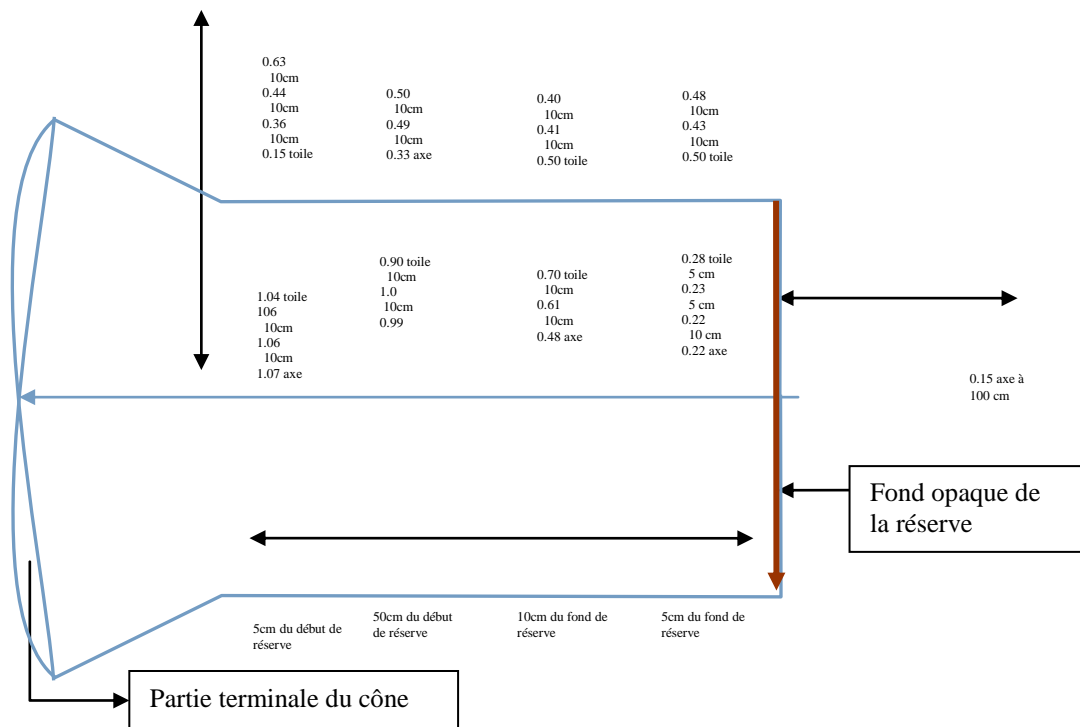 0.63
10cm
0.44
10cm
0.36
10cm
0.15 toile
0.50
10cm
0.49
10cm
0.33 axe
0.40
10cm
0.41
10cm
0.50 toile
0.48
10cm
0.43
10cm
0.50 toile
1.04 toile
106
10cm
1.06
10cm
1.07 axe
0.90 toile
10cm
1.0
10cm
0.99
0.70 toile
10cm
0.61
10cm
0.48 axe
0.28 toile
5 cm
0.23
5 cm
0.22
10 cm
0.22 axe
0.15 axe à
100 cm
Fond opaque de
la réserve
5cm du début de
réserve
50cm du début
de réserve
10cm du fond de
réserve
5cm du fond de
réserve
Partie terminale du cône